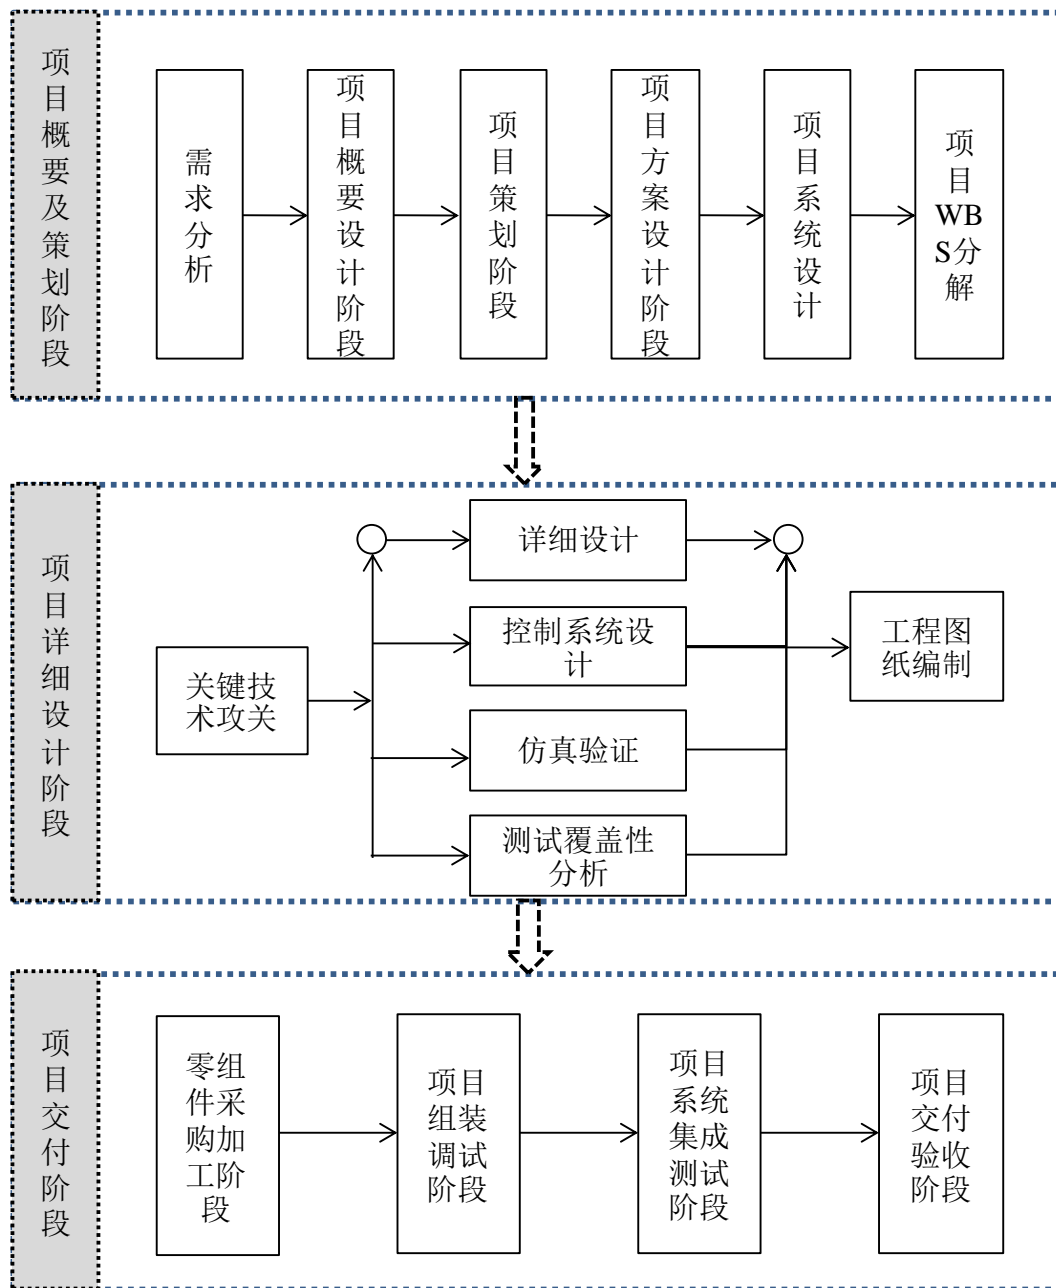 项目概要及策划阶段
需求分析
项目概要设计阶段
项目策划阶段
项目方案设计阶段
项目系统设计
项目
WB
S分
解
项目详细设计阶段
关键技
术攻关
详细设计
控制系统设
计
仿真验证
测试覆盖性
分析
工程图
纸编制
项目交付阶段
零组
件采
购加
工阶
段
项目
组装
调试
阶段
项目
系统
集成
测试
阶段
项目
交付
验收
阶段